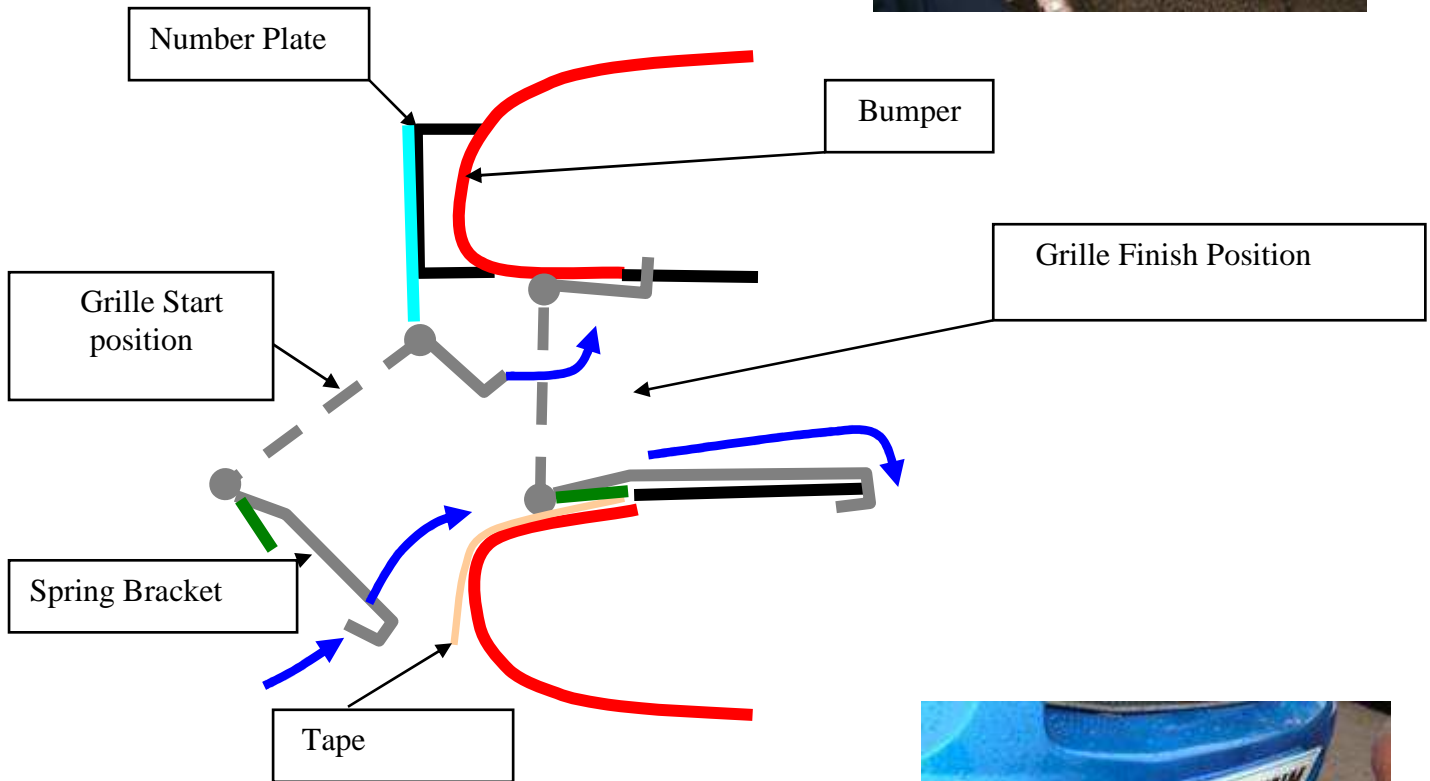 Number Plate
Bumper
Grille Finish Position
Grille Start
position
Spring Bracket
Tape